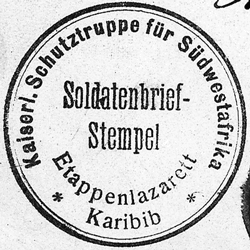 Kaiserl. Schutztruppe für Südwestafrika
Soldatenbrief-
Stempel
Etappenlazarett
* Karibib *